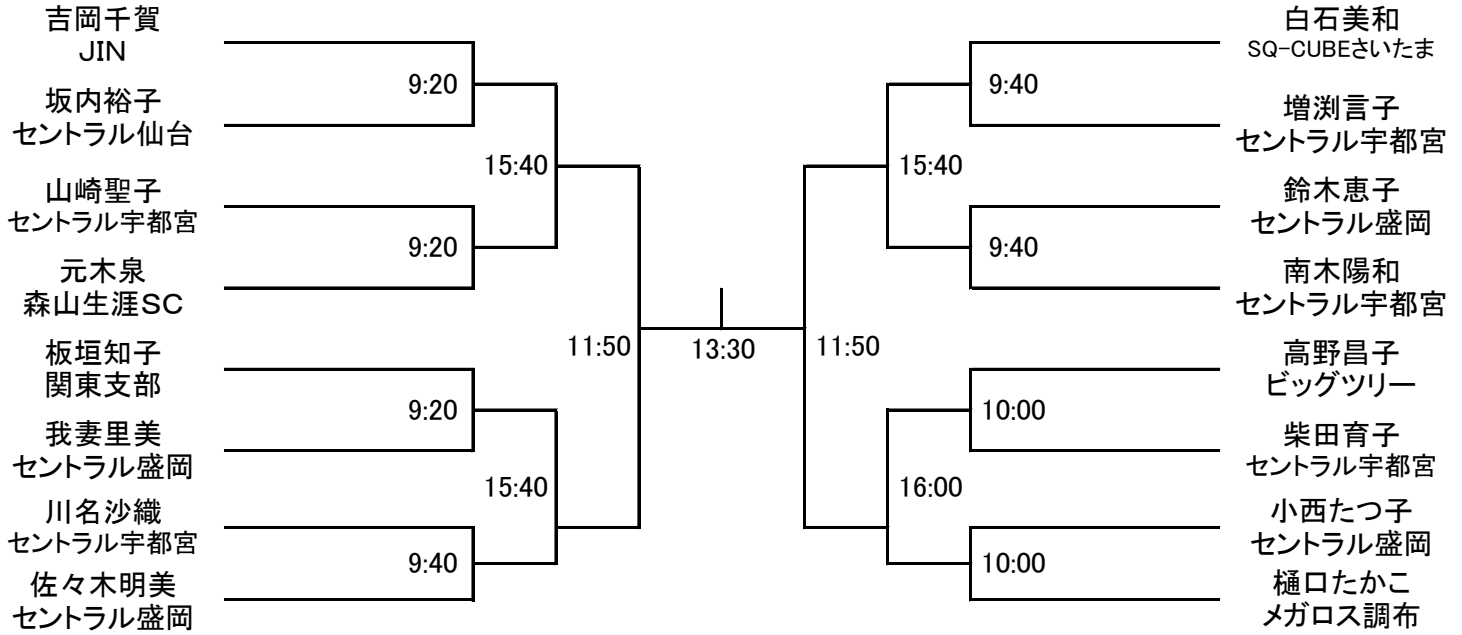 吉岡千賀
JIN
坂内裕子
セントラル仙台
山崎聖子
セントラル宇都宮
元木泉
森山生涯SC
板垣知子
関東支部
我妻里美
セントラル盛岡
川名沙織
セントラル宇都宮
佐々木明美
セントラル盛岡
9:20
9:20
9:20
9:40
15:40
15:40
11:50
13:30
11:50
15:40
16:00
9:40
9:40
10:00
10:00
白石美和
SQ-CUBEさいたま
増渕言子
セントラル宇都宮
鈴木恵子
セントラル盛岡
南木陽和
セントラル宇都宮
高野昌子
ビッグツリー
柴田育子
セントラル宇都宮
小西たつ子
セントラル盛岡
樋口たかこ
メガロス調布